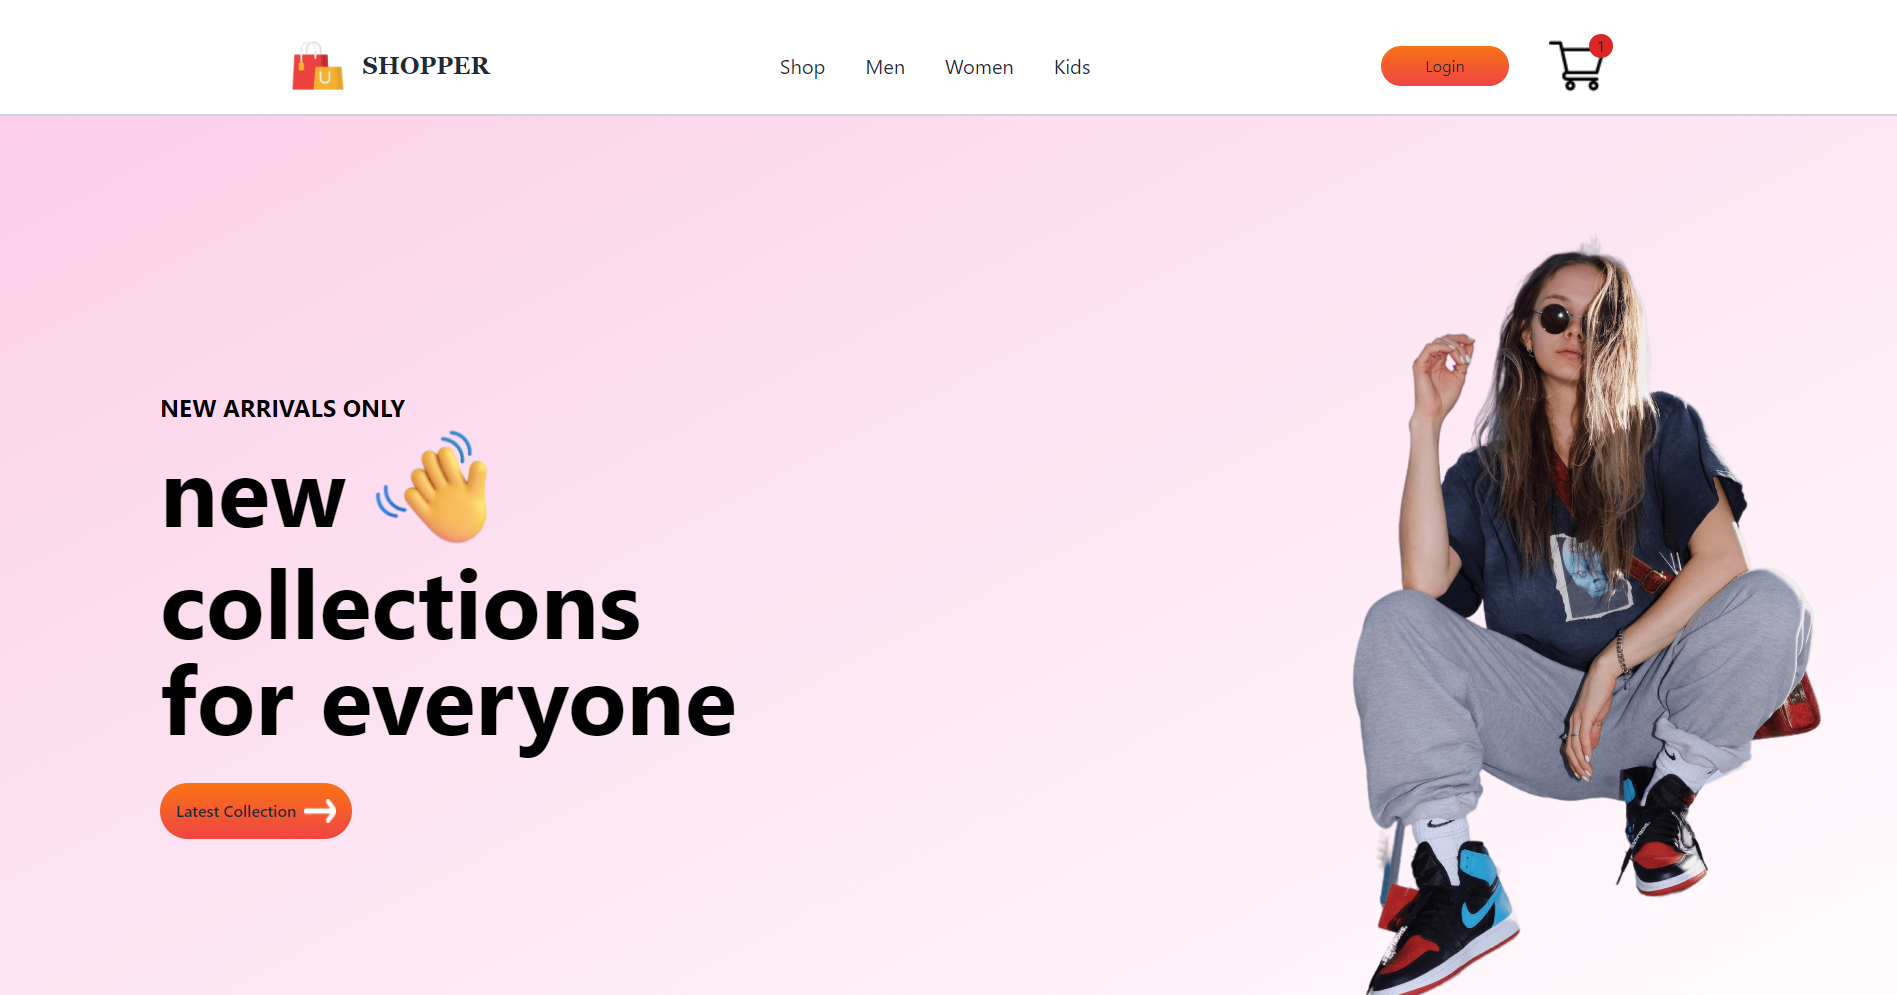 SHOPPER
Shop Men Women Kids
Login
1
NEW ARRIVALS ONLY
new
collections
for everyone
Latest Collection
U